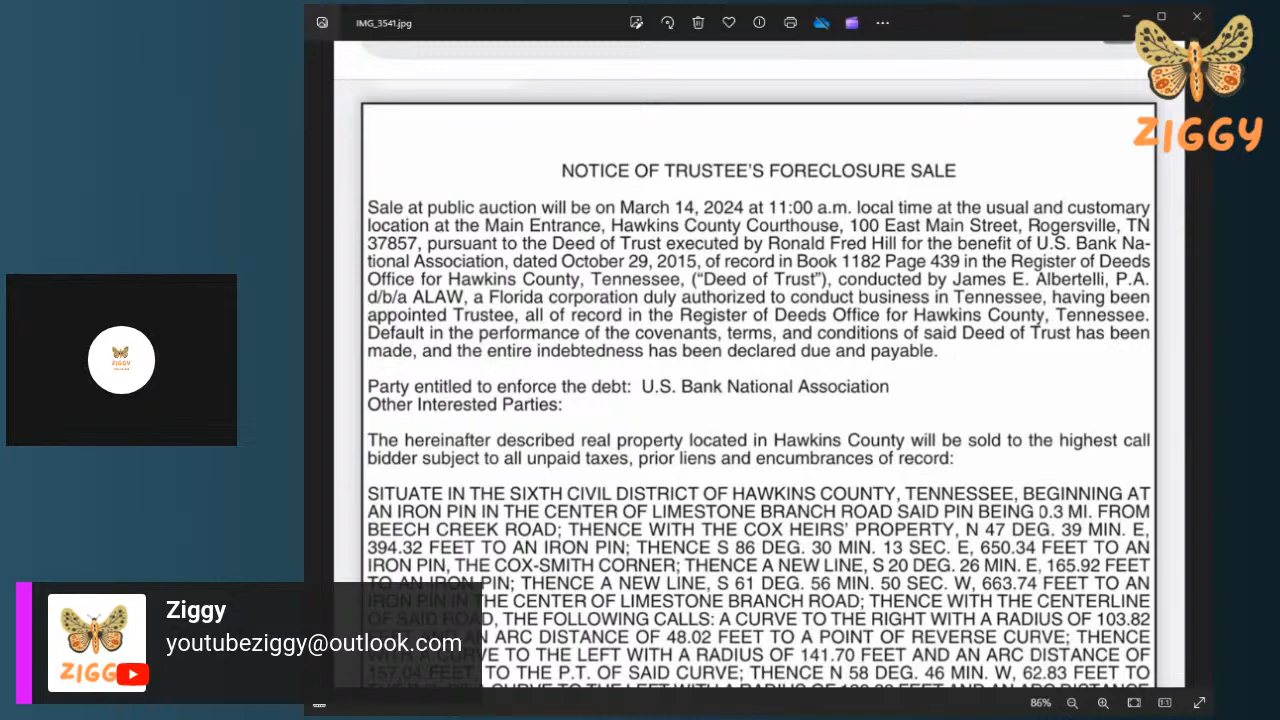 IMG_3541.jpg
ZIGGY
NOTICE OF TRUSTEE'S FORECLOSURE SALE
Sale at public auction will be on March 14, 2024 at 11:00 a.m. local time at the usual and customary
location at the Main Entrance, Hawkins County Courthouse, 100 East Main Street, Rogersville, TN
37857, pursuant to the Deed of Trust executed by Ronald Fred Hill for the benefit of U.S. Bank Na-
tional Association, dated October 29, 2015, of record in Book 1182 Page 439 in the Register of Deeds
Office for Hawkins County, Tennessee, (“Deed of Trust”), conducted by James E. Albertelli, P.A.
d/b/a ALAW, a Florida corporation duly authorized to conduct business in Tennessee, having been
appointed Trustee, all of record in the Register of Deeds Office for Hawkins County, Tennessee.
Default in the performance of the covenants, terms, and conditions of said Deed of Trust has been
made, and the entire indebtedness has been declared due and payable.
Party entitled to enforce the debt: U.S. Bank National Association
Other Interested Parties:
The hereinafter described real property located in Hawkins County will be sold to the highest call
bidder subject to all unpaid taxes, prior liens and encumbrances of record:
SITUATE IN THE SIXTH CIVIL DISTRICT OF HAWKINS COUNTY, TENNESSEE, BEGINNING AT
AN IRON PIN IN THE CENTER OF LIMESTONE BRANCH ROAD SAID PIN BEING 0.3 MI. FROM
BEECH CREEK ROAD; THENCE WITH THE COX HEIRS' PROPERTY, N 47 DEG. 39 MIN. E,
394.32 FEET TO AN IRON PIN; THENCE S 86 DEG. 30 MIN. 13 SEC. E, 650.34 FEET TO AN
IRON PIN, THE COX-SMITH CORNER; THENCE A NEW LINE, S 20 DEG. 26 MIN. E, 165.92 FEET
TO AN IRON PIN; THENCE A NEW LINE, S 61 DEG. 56 MIN. 50 SEC. W, 663.74 FEET TO AN
IRON PIN IN THE CENTER OF LIMESTONE BRANCH ROAD; THENCE WITH THE CENTERLINE
OF SAID ROAD, THE FOLLOWING CALLS: A CURVE TO THE RIGHT WITH A RADIUS OF 103.82
AN ARC DISTANCE OF 48.02 FEET TO A POINT OF REVERSE CURVE; THENCE
WITH A CURVE TO THE LEFT WITH A RADIUS OF 141.70 FEET AND AN ARC DISTANCE OF
157.04 FEET TO THE P.T. OF SAID CURVE; THENCE N 58 DEG. 46 MIN. W, 62.83 FEET TO
ZIGGY
Ziggy
youtubeziggy@outlook.com
ZIGGY
86%